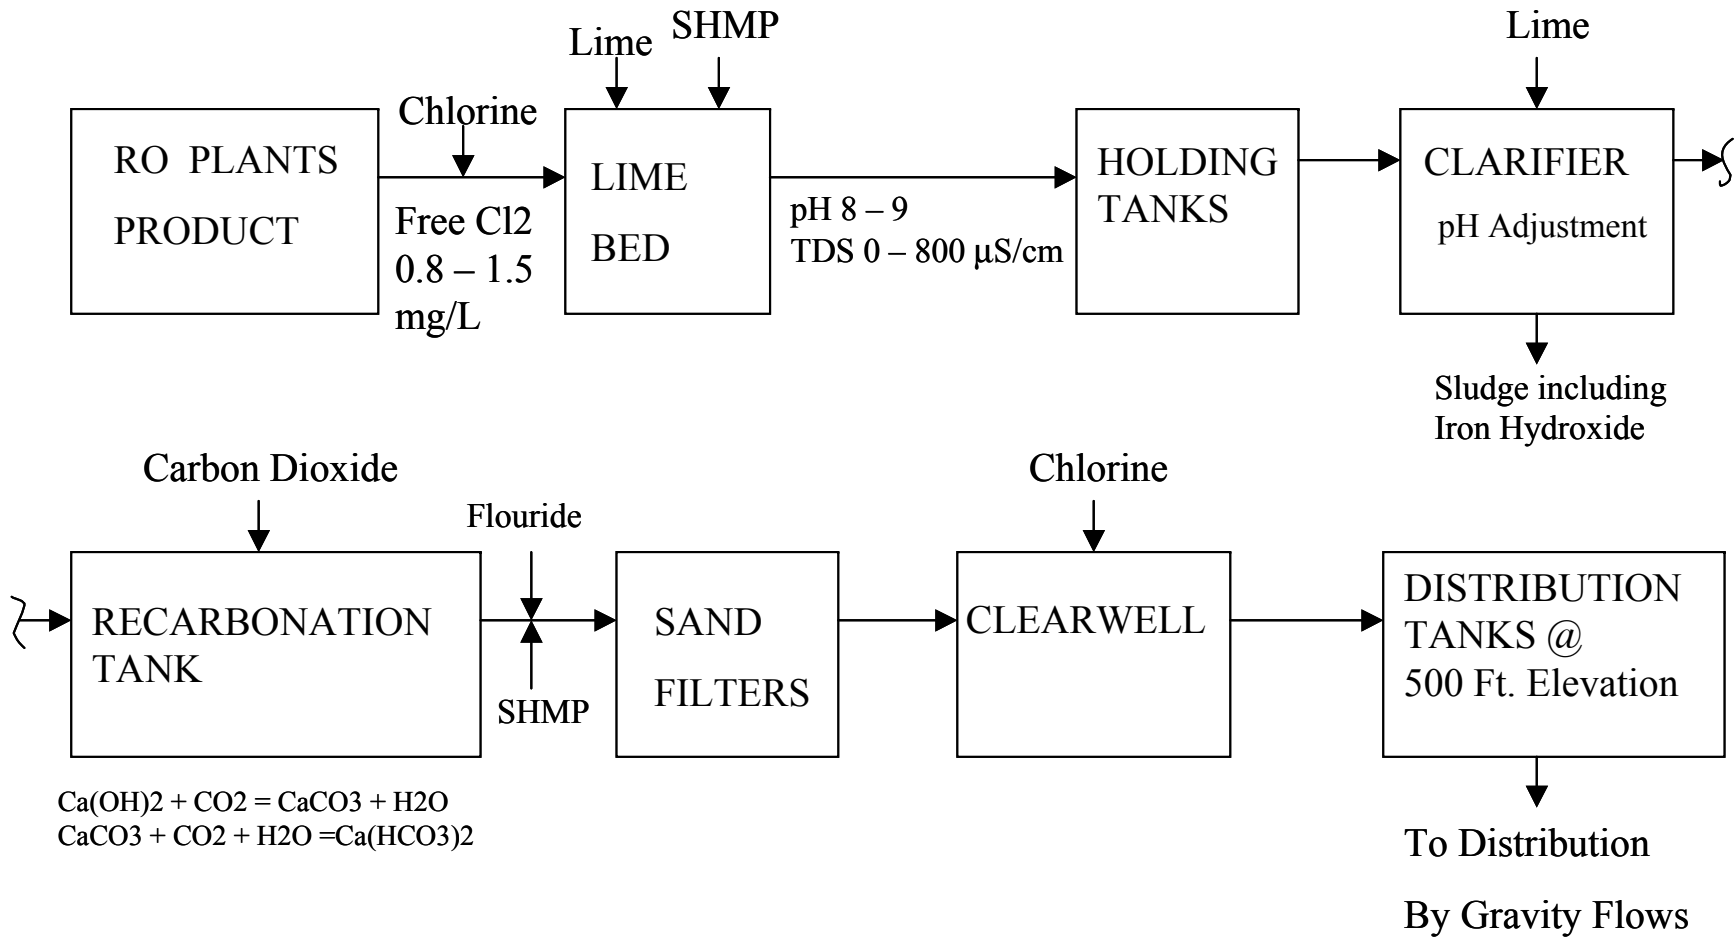 Lime
SHMP
Lime
Chlorine
RO PLANTS
PRODUCT
Free Cl2
0.8 – 1.5
mg/L
LIME
BED
pH 8 – 9
TDS 0 – 800 μS/cm
HOLDING
TANKS
CLARIFIER
pH Adjustment
Sludge including
Iron Hydroxide
Carbon Dioxide
Flouride
Chlorine
RECARBONATION
TANK
SHMP
SAND
FILTERS
CLEARWELL
DISTRIBUTION
TANKS @
500 Ft. Elevation
Ca(OH)2 + CO2 = CaCO3 + H2O
CaCO3 + CO2 + H2O =Ca(HCO3)2
To Distribution
By Gravity Flows